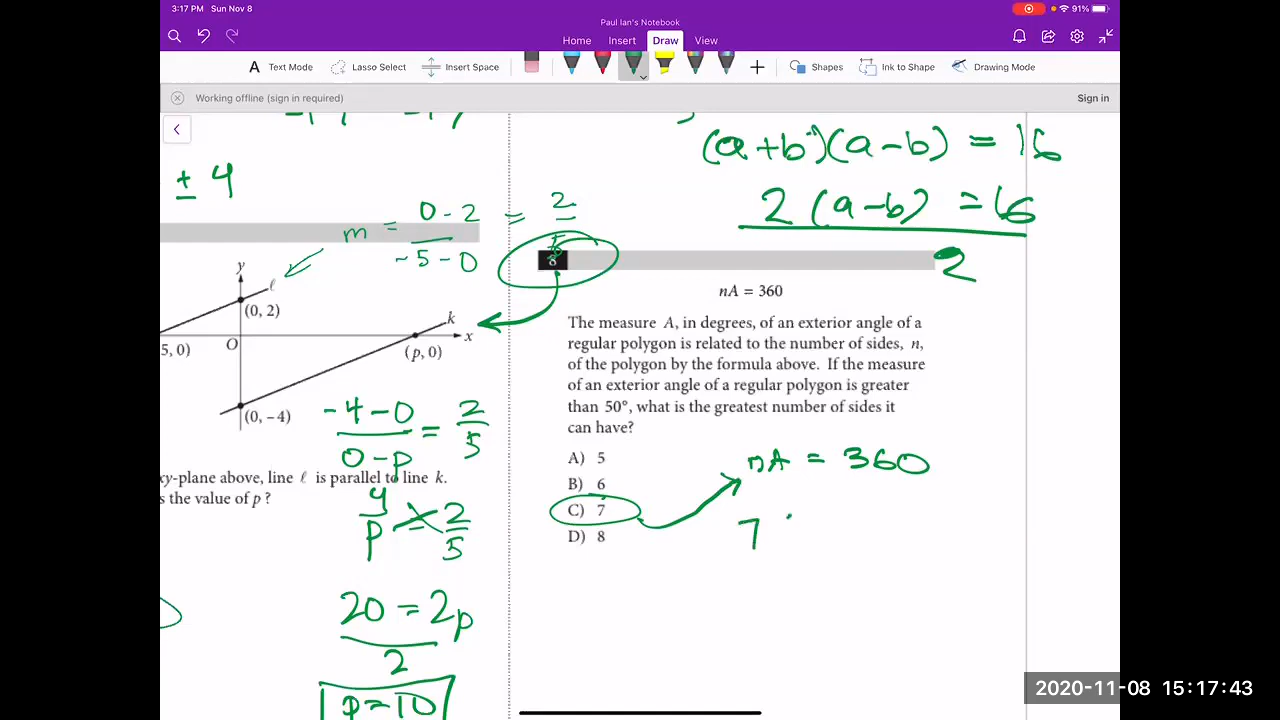 3:17 PM Sun Nov 8
91%
Paul Ian's Notebook
Home Insert Draw View
Text Mode Lasso Select Insert Space Shapes Ink to Shape Drawing Mode
Working offline (sign in required) Sign in
± 4
m = 0 - 2 / -5 - 0 = 2 / 5
y
ℓ
(0, 2)
5, 0)
O
k
x
(p, 0)
(0, −4)
-4 - 0 / 0 - p = 2 / 5
xy-plane above, line ℓ is parallel to line k.
s the value of p ?
4 / p = 2 / 5
20 = 2p
2
p = 10
(a + b)(a - b) = 16
2 (a - b) = 16
2
8
nA = 360
The measure A, in degrees, of an exterior angle of a
regular polygon is related to the number of sides, n,
of the polygon by the formula above. If the measure
of an exterior angle of a regular polygon is greater
than 50°, what is the greatest number of sides it
can have?
A) 5
B) 6
C) 7
D) 8
nA = 360
7
2020-11-08 15:17:43